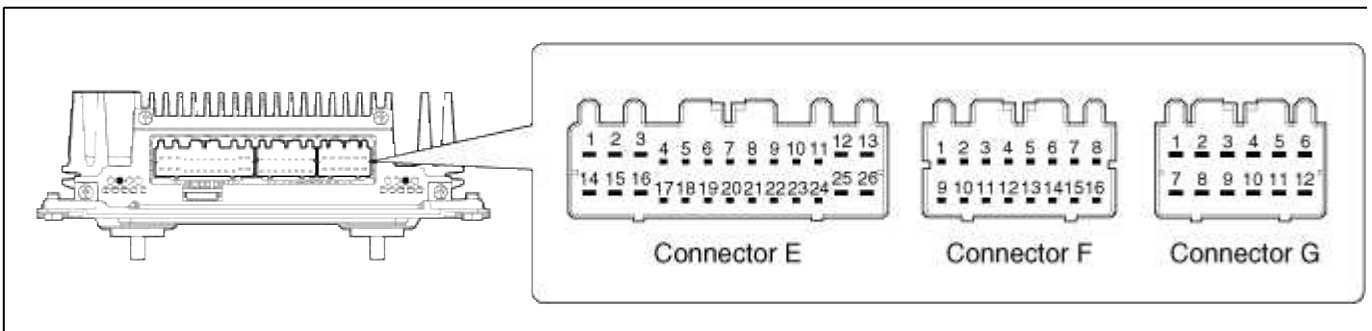 1 2 3 4 5 6 7 8 9 10 11 12 13
14 15 16 17 18 19 20 21 22 23 24 25 26
Connector E
1 2 3 4 5 6 7 8
9 10 11 12 13 14 15 16
Connector F
1 2 3 4 5 6
7 8 9 10 11 12
Connector G